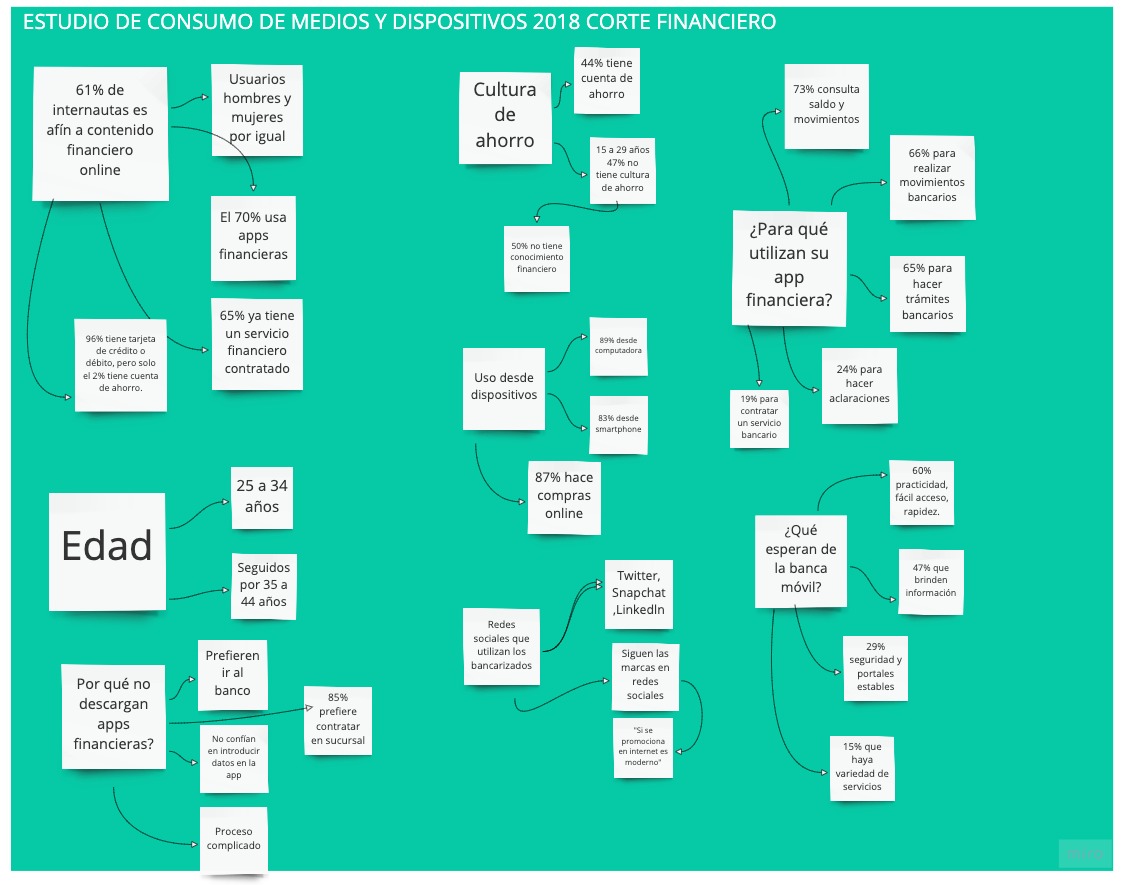 ESTUDIO DE CONSUMO DE MEDIOS Y DISPOSITIVOS 2018 CORTE FINANCIERO
61% de
internautas es
afín a contenido
financiero
online
Usuarios
hombres y
mujeres
por igual
El 70% usa
apps
financieras
65% ya tiene
un servicio
financiero
contratado
96% tiene tarjeta
de crédito o
débito, pero solo
el 2% tiene cuenta
de ahorro.
Edad
25 a 34
años
Seguidos
por 35 a
44 años
Por qué no
descargan
apps
financieras?
Prefieren
ir al
banco
85%
prefiere
contratar
en sucursal
No confían
en introducir
datos en la
app
Proceso
complicado
Cultura
de
ahorro
44% tiene
cuenta de
ahorro
15 a 29 años
47% no
tiene cultura
de ahorro
50% no tiene
conocimiento
financiero
Uso desde
dispositivos
89% desde
computadora
83% desde
smartphone
87% hace
compras
online
Redes
sociales que
utilizan los
bancarizados
Twitter,
Snapchat
,LinkedIn
Siguen las
marcas en
redes
sociales
"Si se
promociona
en internet es
moderno"
¿Para qué
utilizan su
app
financiera?
73% consulta
saldo y
movimientos
66% para
realizar
movimientos
bancarios
65% para
hacer
trámites
bancarios
24% para
hacer
aclaraciones
19% para
contratar
un servicio
bancario
¿Qué
esperan de
la banca
móvil?
60%
practicidad,
fácil acceso,
rapidez.
47% que
brinden
información
29%
seguridad y
portales
estables
15% que
haya
variedad de
servicios